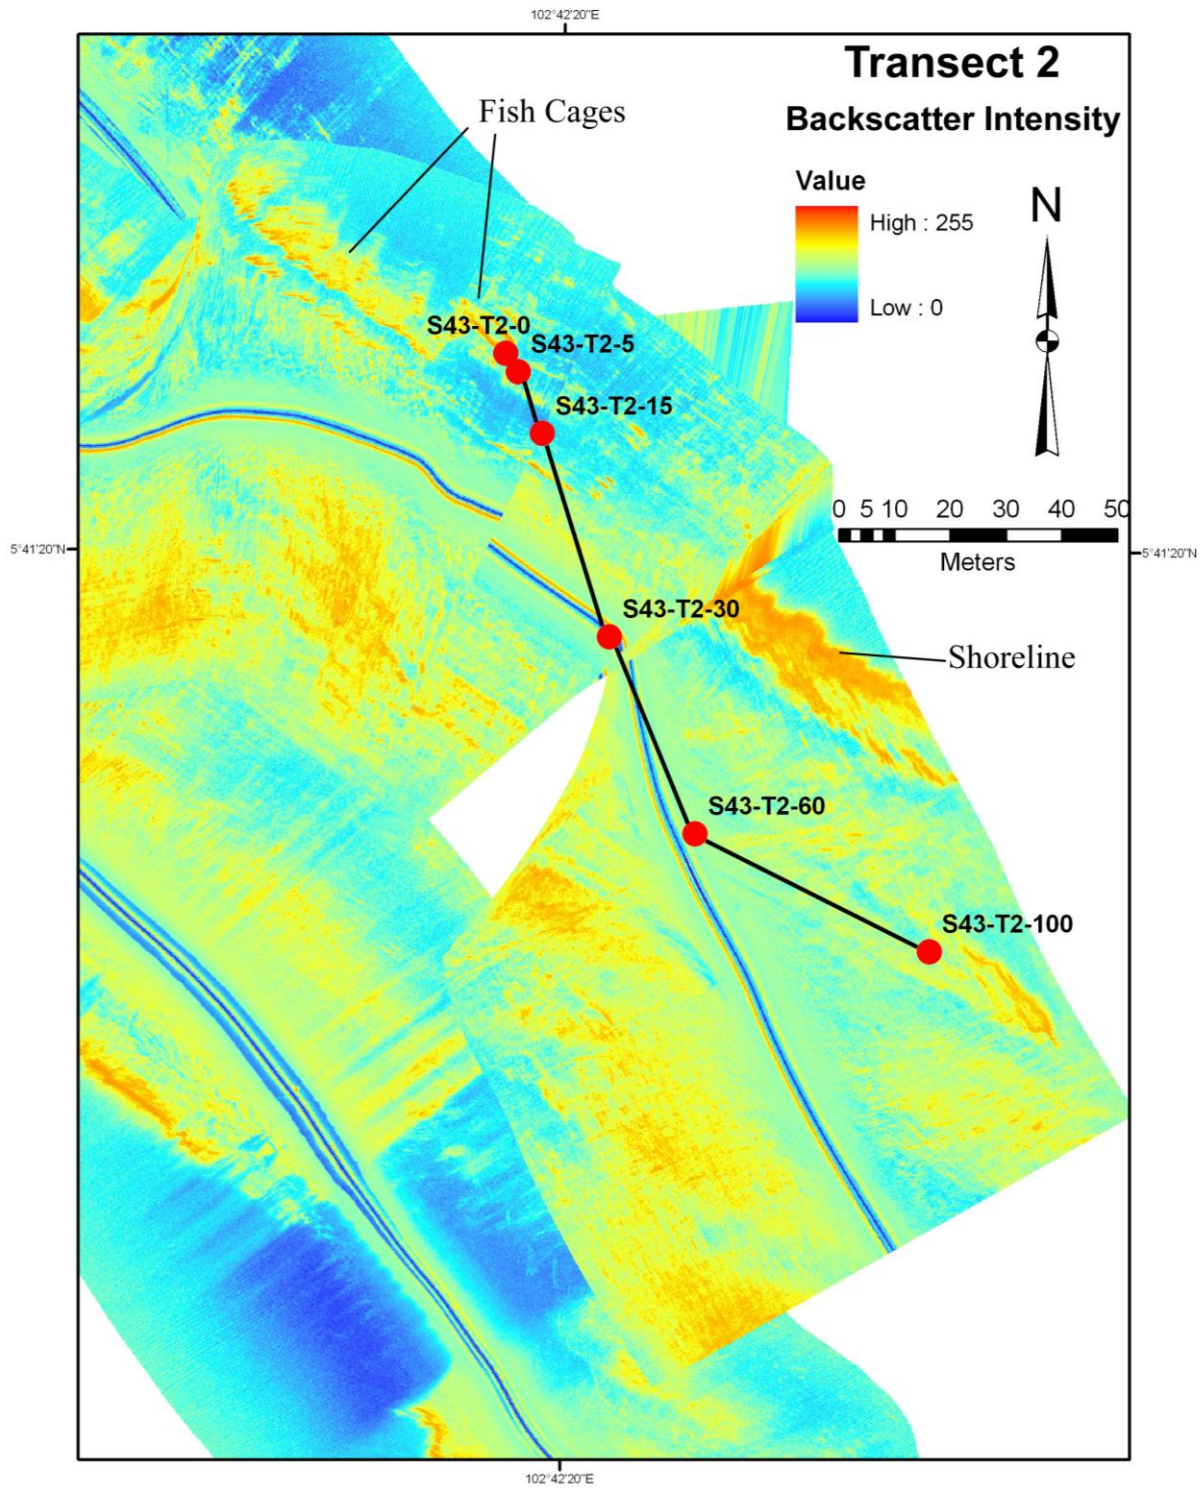 102°42'20"E
Transect 2
Backscatter Intensity
Fish Cages
Value
High : 255
Low : 0
N
S43-T2-0
S43-T2-5
S43-T2-15
0 5 10 20 30 40 50
Meters
5°41'20"N
5°41'20"N
S43-T2-30
Shoreline
S43-T2-60
S43-T2-100
102°42'20"E